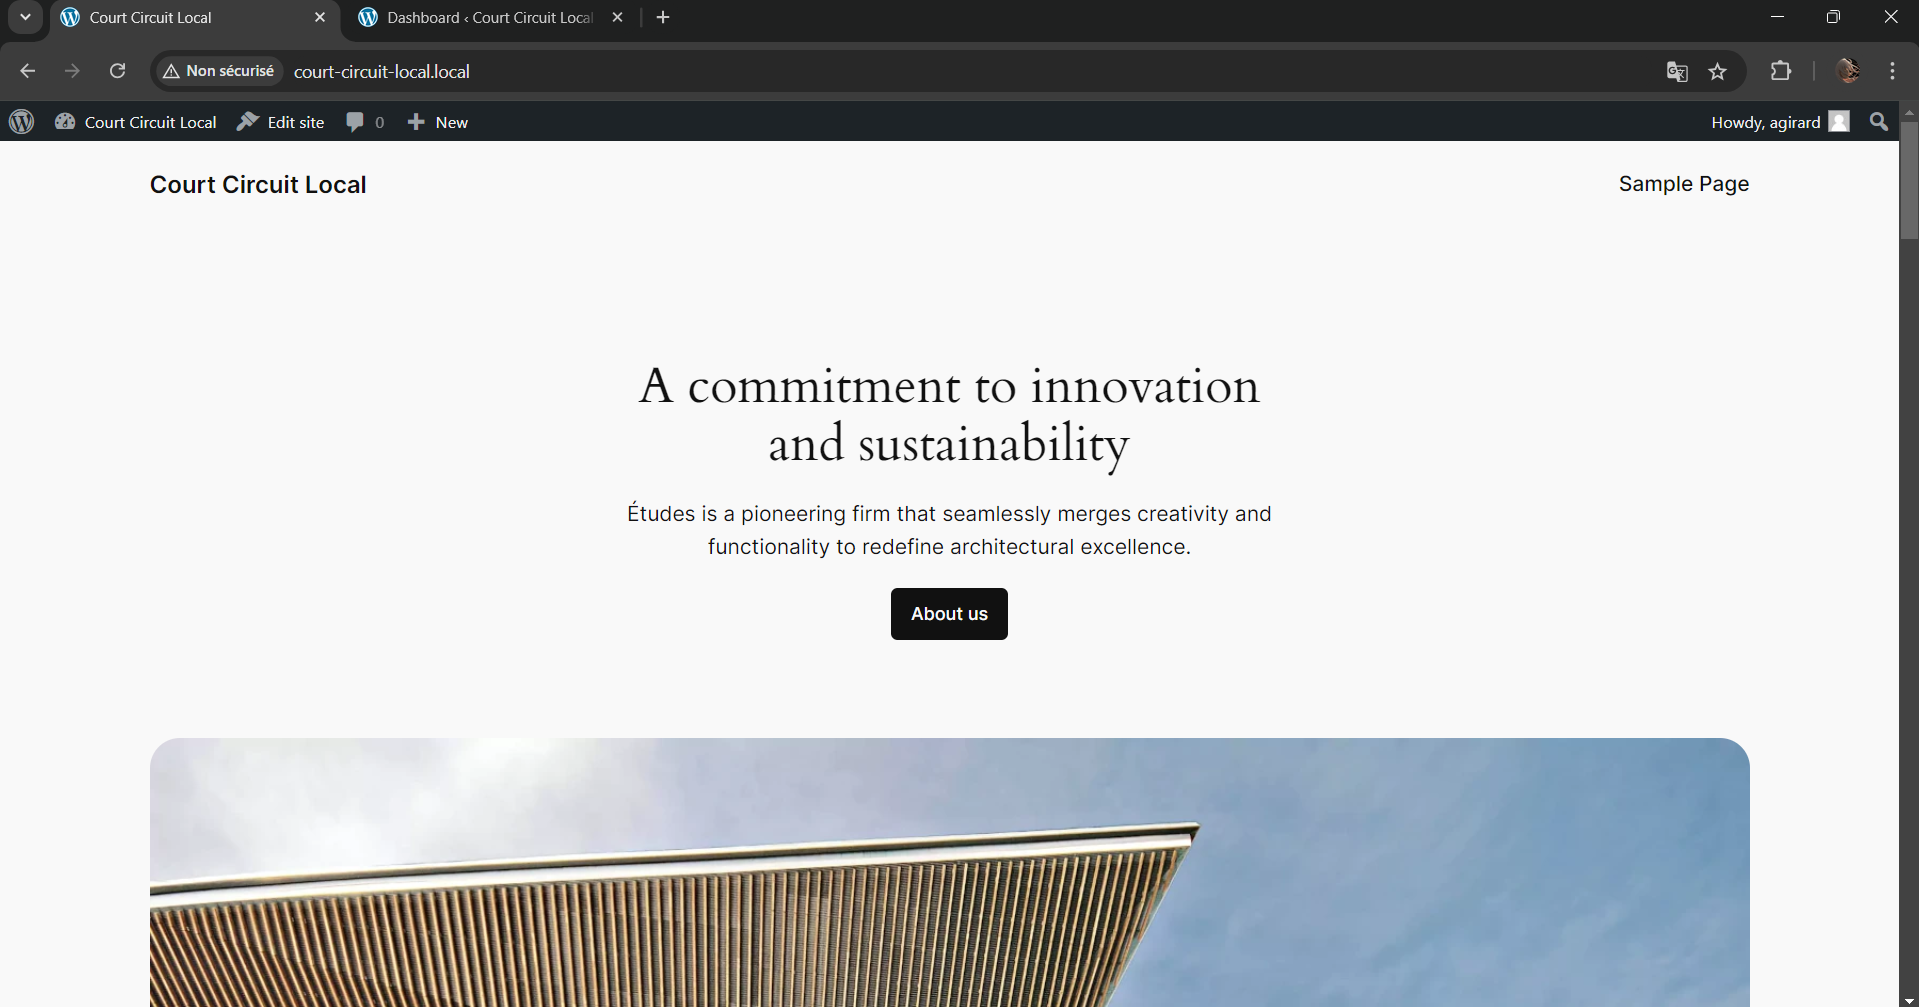 Court Circuit Local
Dashboard ‹ Court Circuit Local
Non sécurisé
court-circuit-local.local
Court Circuit Local
Edit site
0
New
Howdy, agirard
Court Circuit Local
Sample Page
A commitment to innovation
and sustainability
Études is a pioneering firm that seamlessly merges creativity and
functionality to redefine architectural excellence.
About us